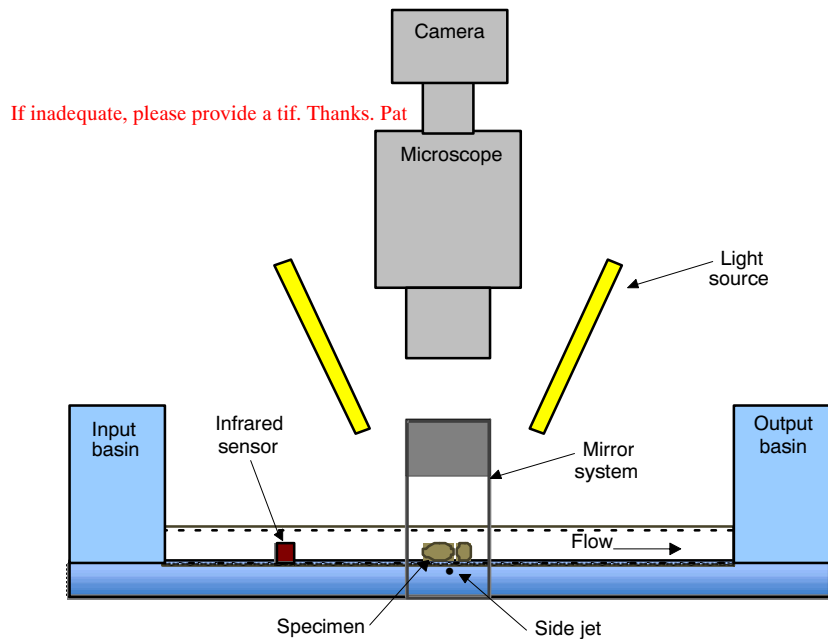 Camera
If inadequate, please provide a tif. Thanks. Pat
Microscope
Light
source
Input
basin
Infrared
sensor
Output
basin
Mirror
system
Flow
Specimen
Side jet